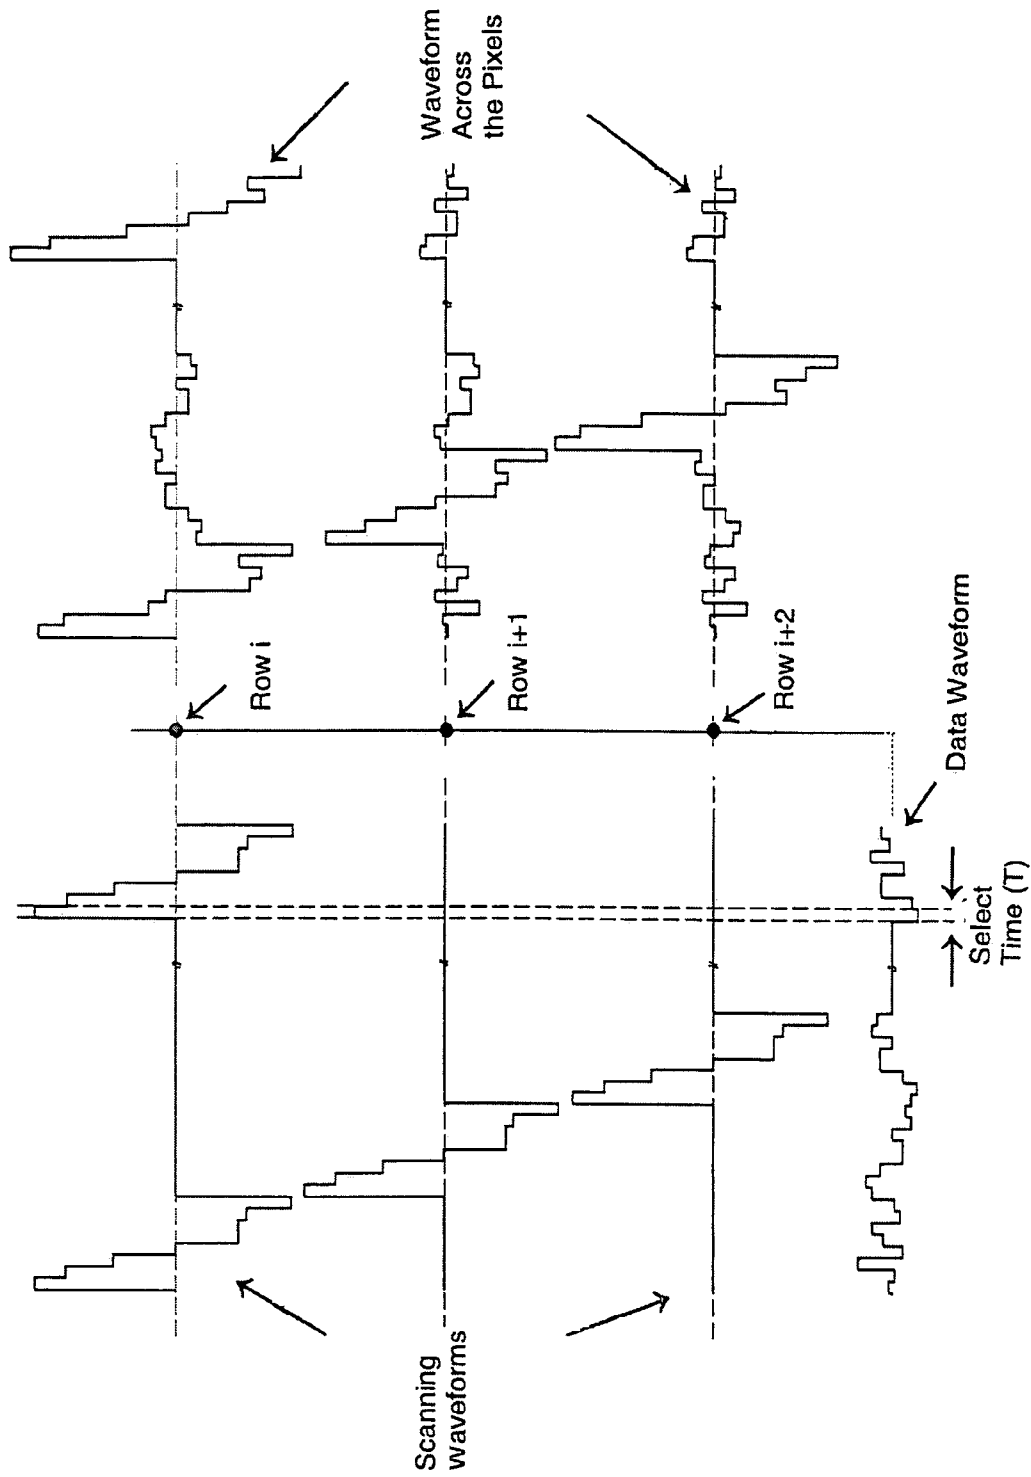 Scanning
Waveforms
Row i
Row i+1
Row i+2
Waveform
Across
the Pixels
Select
Time (T)
Data Waveform